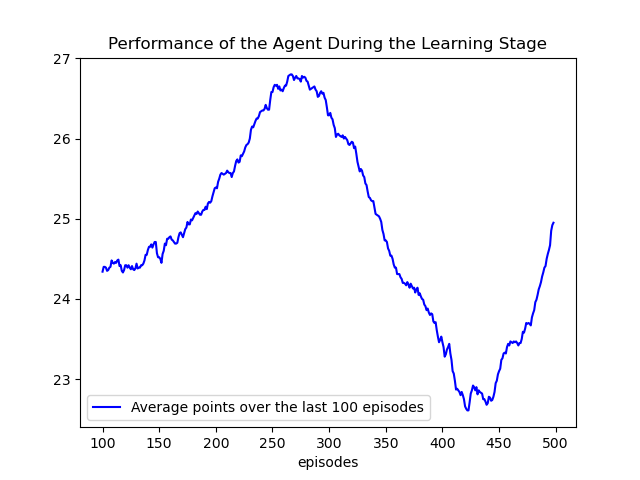 Performance of the Agent During the Learning Stage
27
26
25
24
23
Average points over the last 100 episodes
100 150 200 250 300 350 400 450 500
episodes